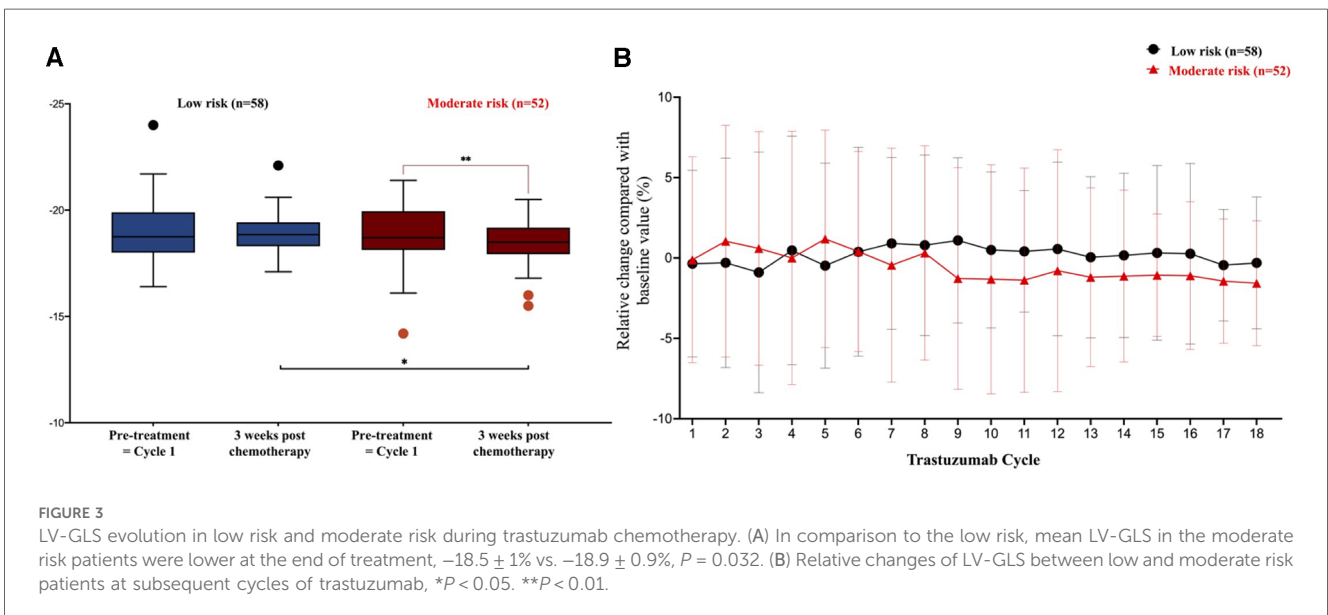 A
B
Low risk (n=58)
Moderate risk (n=52)
-25
-20
-15
-10
Low risk (n=58)
Moderate risk (n=52)
**
*
Pre-treatment
= Cycle 1
3 weeks post
chemotherapy
Pre-treatment
= Cycle 1
3 weeks post
chemotherapy
Relative change compared with
baseline value (%)
10
5
0
-5
-10
1 2 3 4 5 6 7 8 9 10 11 12 13 14 15 16 17 18
Trastuzumab Cycle
FIGURE 3
LV-GLS evolution in low risk and moderate risk during trastuzumab chemotherapy. (A) In comparison to the low risk, mean LV-GLS in the moderate
risk patients were lower at the end of treatment, −18.5 ± 1% vs. −18.9 ± 0.9%, P = 0.032. (B) Relative changes of LV-GLS between low and moderate risk
patients at subsequent cycles of trastuzumab, *P < 0.05. **P < 0.01.